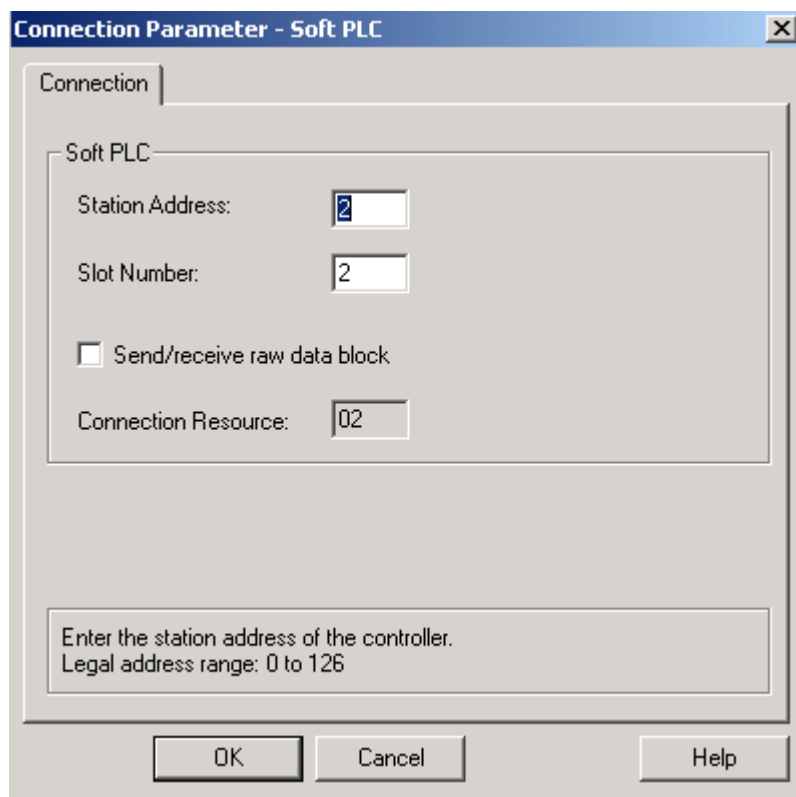 Connection Parameter - Soft PLC
Connection
Soft PLC
Station Address: 2
Slot Number: 2
Send/receive raw data block
Connection Resource: 02
Enter the station address of the controller.
Legal address range: 0 to 126
OK Cancel Help